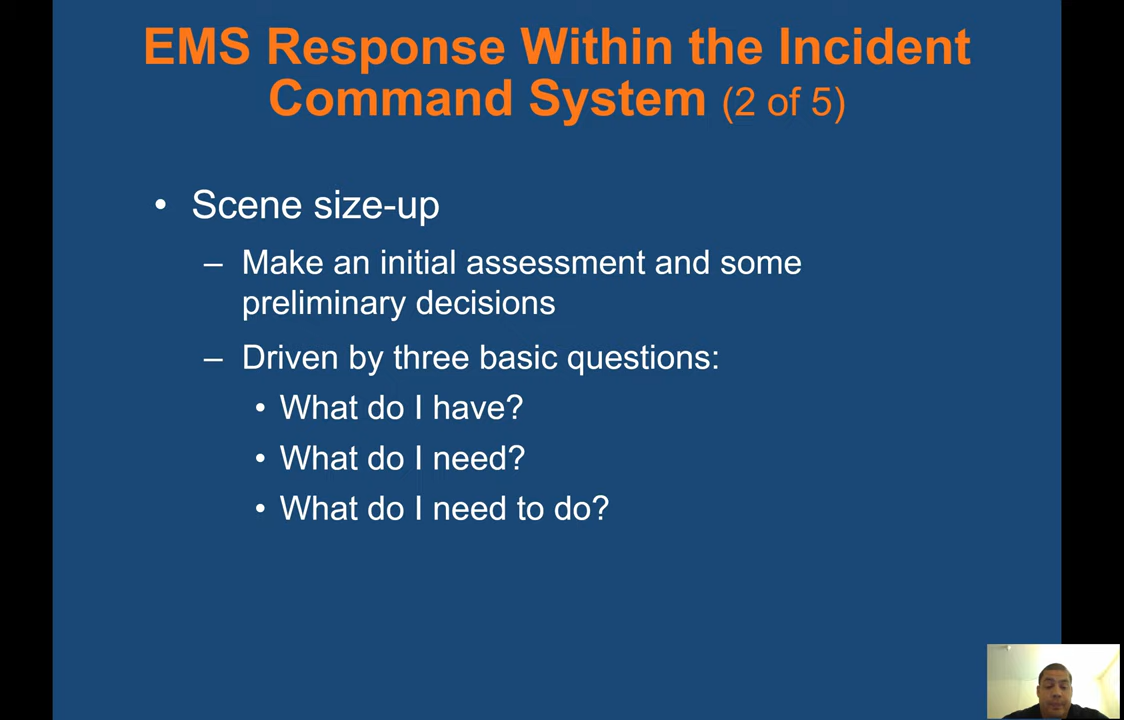 EMS Response Within the Incident
Command System (2 of 5)
• Scene size-up
– Make an initial assessment and some
preliminary decisions
– Driven by three basic questions:
• What do I have?
• What do I need?
• What do I need to do?